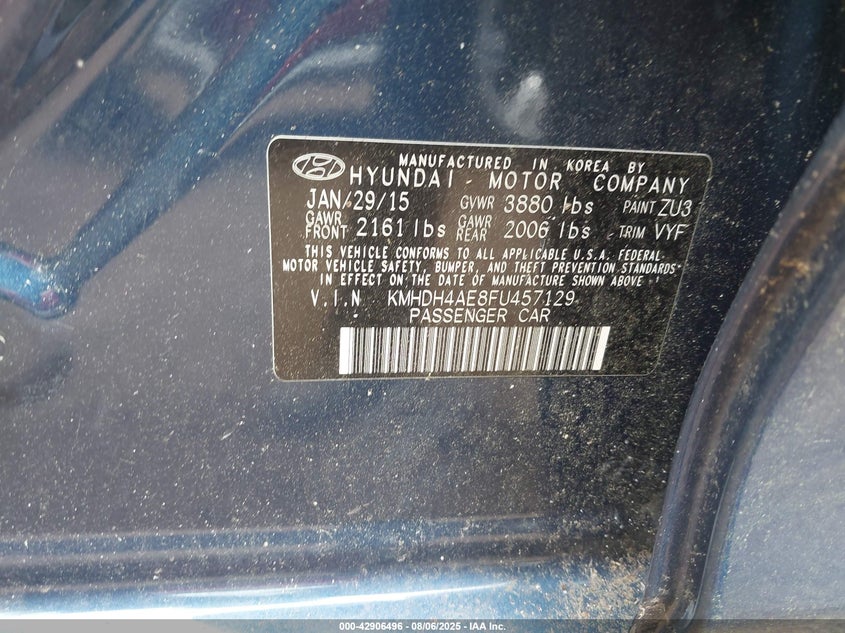 MANUFACTURED IN KOREA BY
HYUNDAI MOTOR COMPANY
JAN/29/15 GVWR 3880 lbs PAINT ZU3
GAWR FRONT 2161 lbs GAWR REAR 2006 lbs TRIM VYF
THIS VEHICLE CONFORMS TO ALL APPLICABLE U.S.A. FEDERAL
MOTOR VEHICLE SAFETY, BUMPER, AND THEFT PREVENTION STANDARDS
IN EFFECT ON THE DATE OF MANUFACTURE SHOWN ABOVE
V.I.N KMHDH4AE8FU457129
PASSENGER CAR
000-42906496 - 08/06/2025 - IAA Inc.